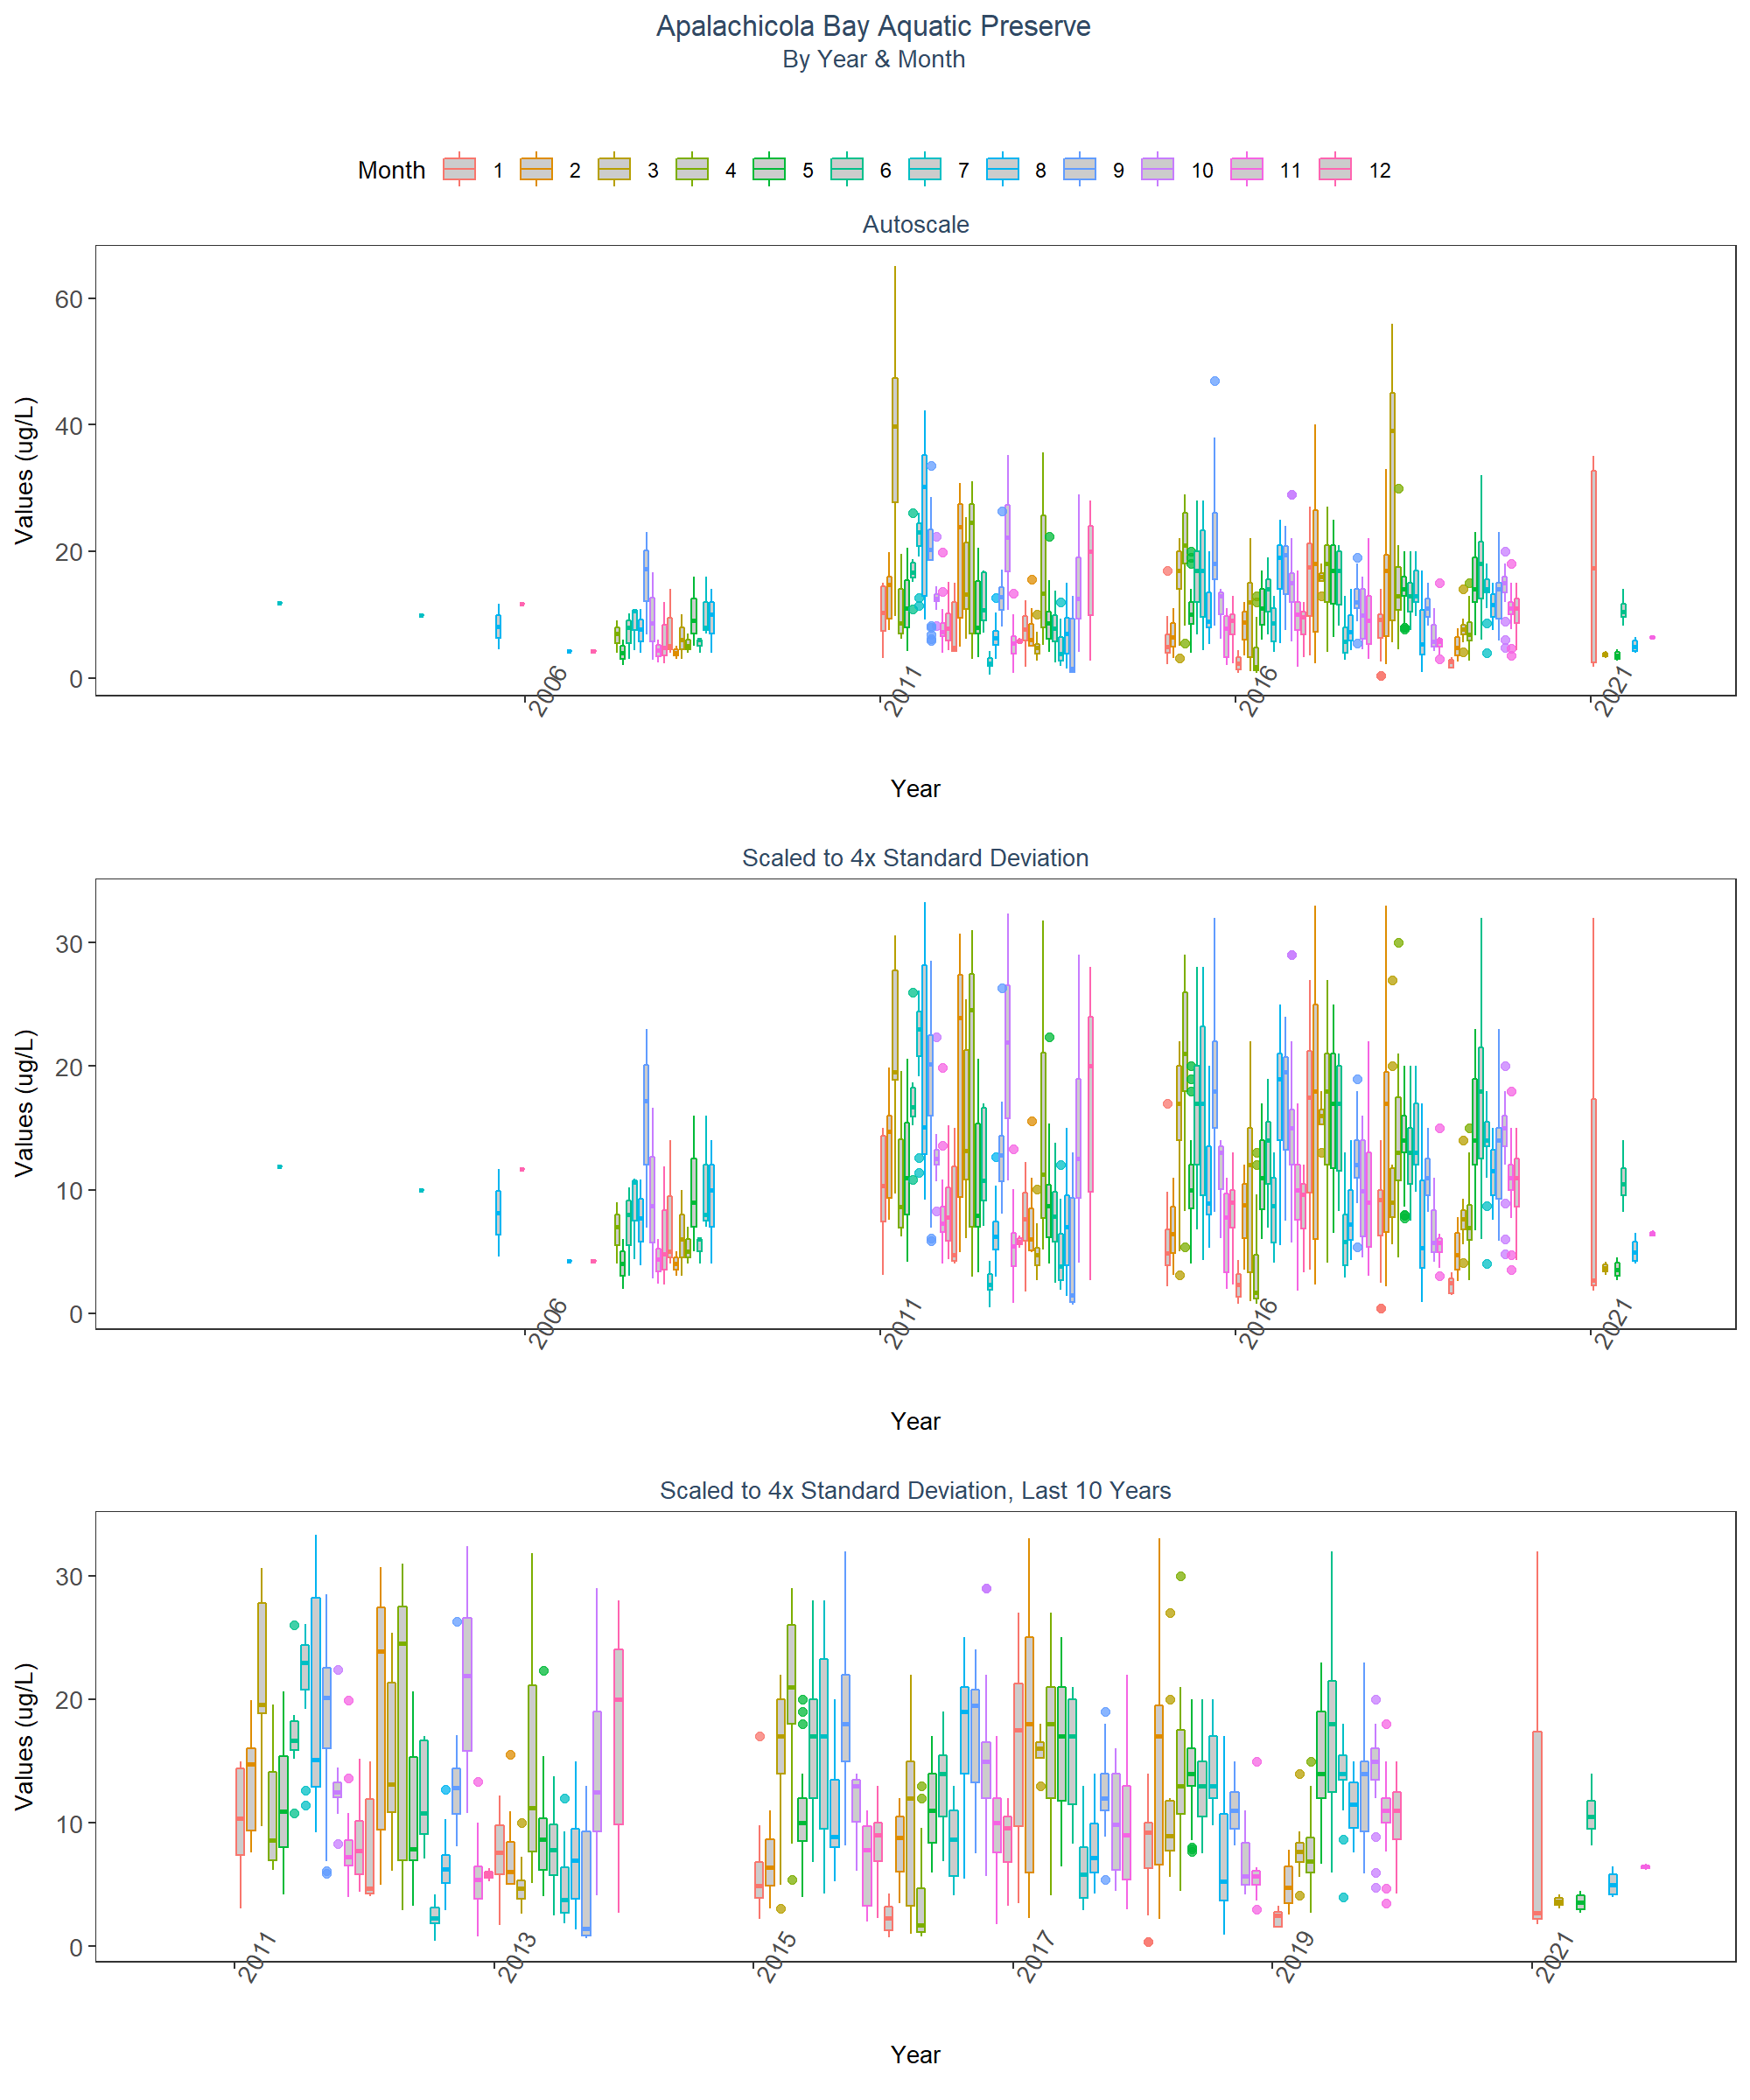 Apalachicola Bay Aquatic Preserve
By Year & Month
Month 1 2 3 4 5 6 7 8 9 10 11 12
Autoscale
Values (ug/L)
60
40
20
0
2006 2011 2016 2021
Year
Scaled to 4x Standard Deviation
Values (ug/L)
30
20
10
0
2006 2011 2016 2021
Year
Scaled to 4x Standard Deviation, Last 10 Years
Values (ug/L)
30
20
10
0
2011 2013 2015 2017 2019 2021
Year